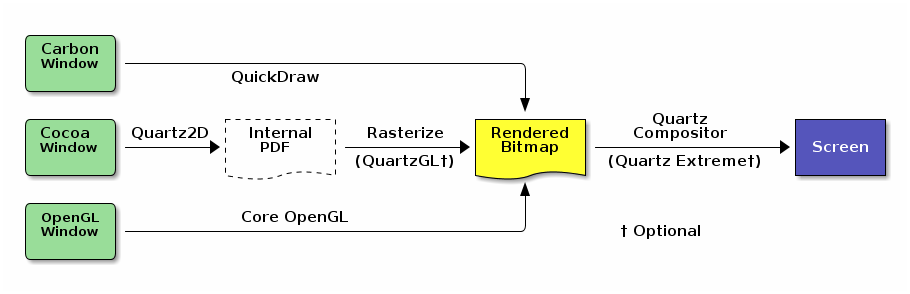 Carbon
Window
QuickDraw
Cocoa
Window
Quartz2D
Internal
PDF
Rasterize
(QuartzGL†)
Rendered
Bitmap
Quartz
Compositor
(Quartz Extreme†)
Screen
OpenGL
Window
Core OpenGL
† Optional